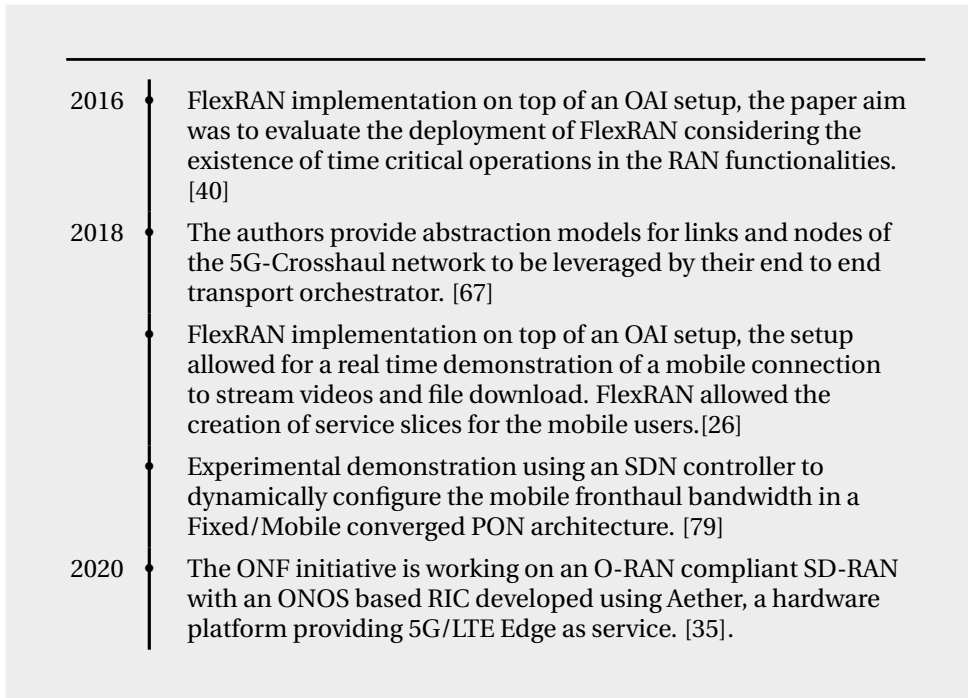 2016 FlexRAN implementation on top of an OAI setup, the paper aim
was to evaluate the deployment of FlexRAN considering the
existence of time critical operations in the RAN functionalities.
[40]
2018 The authors provide abstraction models for links and nodes of
the 5G-Crosshaul network to be leveraged by their end to end
transport orchestrator. [67]
FlexRAN implementation on top of an OAI setup, the setup
allowed for a real time demonstration of a mobile connection
to stream videos and file download. FlexRAN allowed the
creation of service slices for the mobile users.[26]
Experimental demonstration using an SDN controller to
dynamically configure the mobile fronthaul bandwidth in a
Fixed/Mobile converged PON architecture. [79]
2020 The ONF initiative is working on an O-RAN compliant SD-RAN
with an ONOS based RIC developed using Aether, a hardware
platform providing 5G/LTE Edge as service. [35].